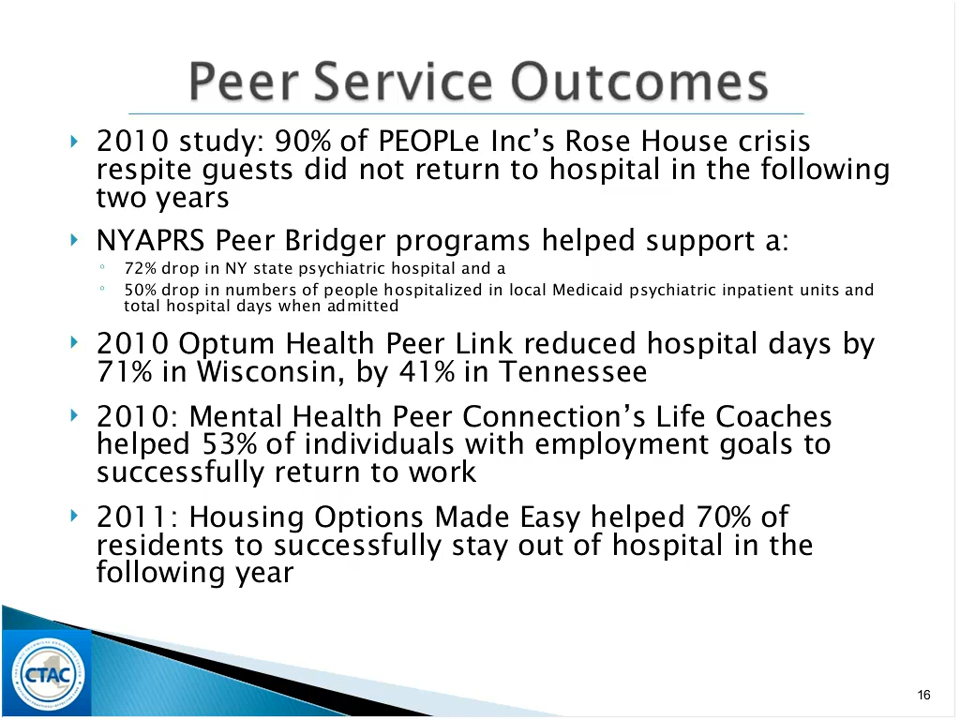 Peer Service Outcomes
2010 study: 90% of PEOPLe Inc’s Rose House crisis
respite guests did not return to hospital in the following
two years
NYAPRS Peer Bridger programs helped support a:
72% drop in NY state psychiatric hospital and a
50% drop in numbers of people hospitalized in local Medicaid psychiatric inpatient units and
total hospital days when admitted
2010 Optum Health Peer Link reduced hospital days by
71% in Wisconsin, by 41% in Tennessee
2010: Mental Health Peer Connection’s Life Coaches
helped 53% of individuals with employment goals to
successfully return to work
2011: Housing Options Made Easy helped 70% of
residents to successfully stay out of hospital in the
following year
CTAC
16